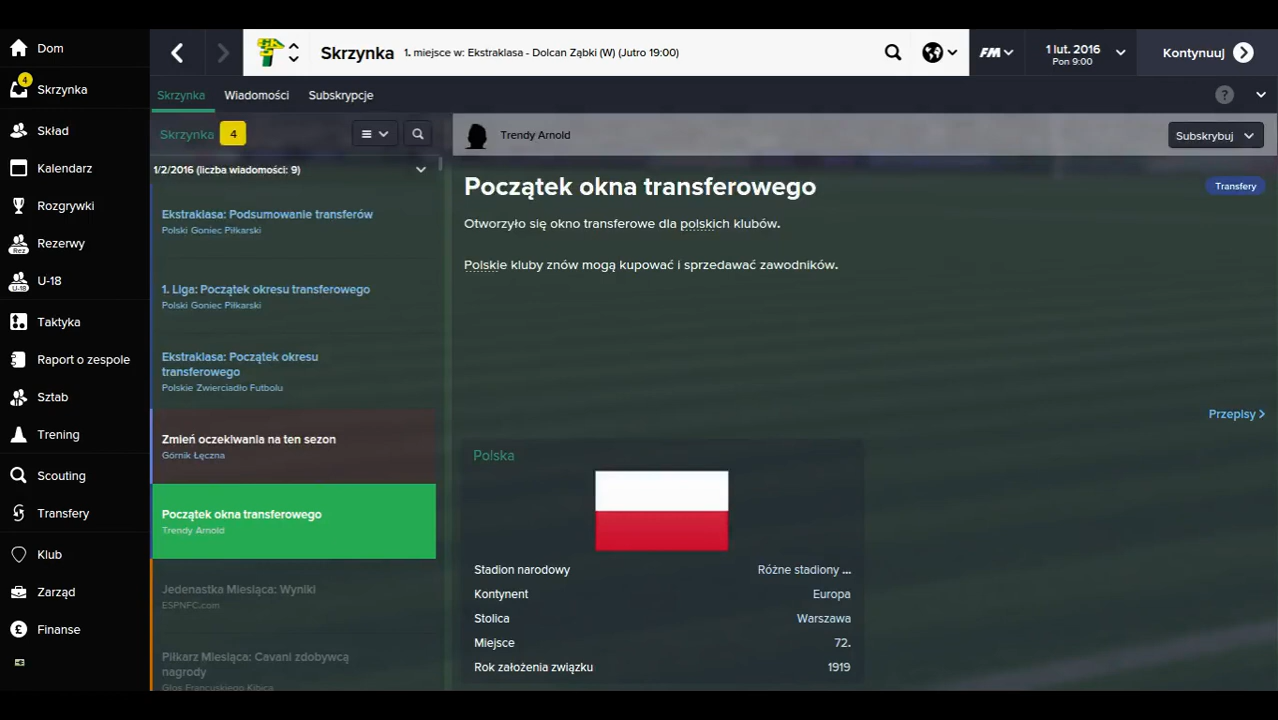 Dom
4
Skrzynka
Skład
Kalendarz
Rozgrywki
Rez
Rezerwy
U-18
U-18
Taktyka
Raport o zespole
Sztab
Trening
Scouting
Transfery
Klub
Zarząd
£ Finanse
Skrzynka
1. miejsce w: Ekstraklasa - Dolcan Ząbki (W) (Jutro 19:00)
FM
1 lut. 2016
Pon 9:00
Kontynuuj
Skrzynka
Wiadomości
Subskrypcje
?
Skrzynka
4
1/2/2016 (liczba wiadomości: 9)
Ekstraklasa: Podsumowanie transferów
Polski Goniec Piłkarski
1. Liga: Początek okresu transferowego
Polski Goniec Piłkarski
Ekstraklasa: Początek okresu
transferowego
Polskie Zwierciadło Futbolu
Zmień oczekiwania na ten sezon
Górnik Łęczna
Początek okna transferowego
Trendy Arnold
Jedenastka Miesiąca: Wyniki
ESPNFC.com
Piłkarz Miesiąca: Cavani zdobywcą
nagrody
Głos Francuskiego Kibica
Trendy Arnold
Subskrybuj
Początek okna transferowego
Transfery
Otworzyło się okno transferowe dla polskich klubów.
Polskie kluby znów mogą kupować i sprzedawać zawodników.
Przepisy
Polska
Stadion narodowy Różne stadiony ...
Kontynent Europa
Stolica Warszawa
Miejsce 72.
Rok założenia związku 1919